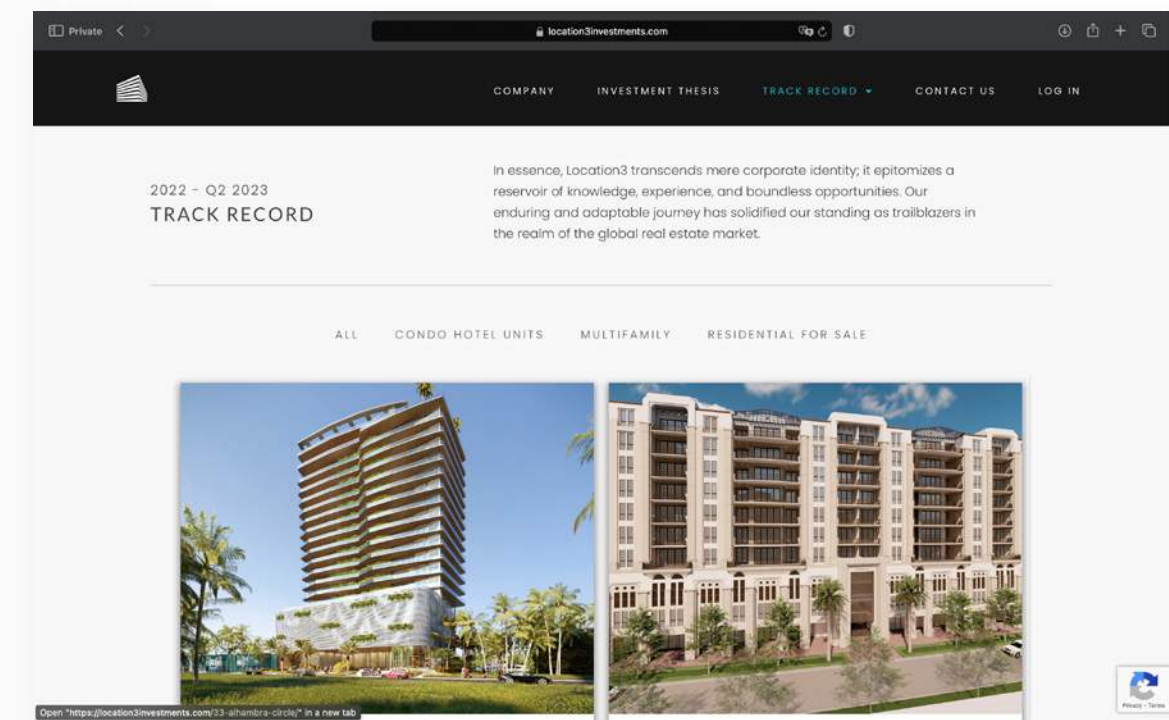 Private
location3investments.com
COMPANY INVESTMENT THESIS TRACK RECORD CONTACT US LOG IN
2022 - Q2 2023
TRACK RECORD
In essence, Location3 transcends mere corporate identity; it epitomizes a
reservoir of knowledge, experience, and boundless opportunities. Our
enduring and adaptable journey has solidified our standing as trailblazers in
the realm of the global real estate market.
ALL CONDO HOTEL UNITS MULTIFAMILY RESIDENTIAL FOR SALE
Open "https://location3investments.com/33-alhambra-circle/" in a new tab
Privacy - Terms